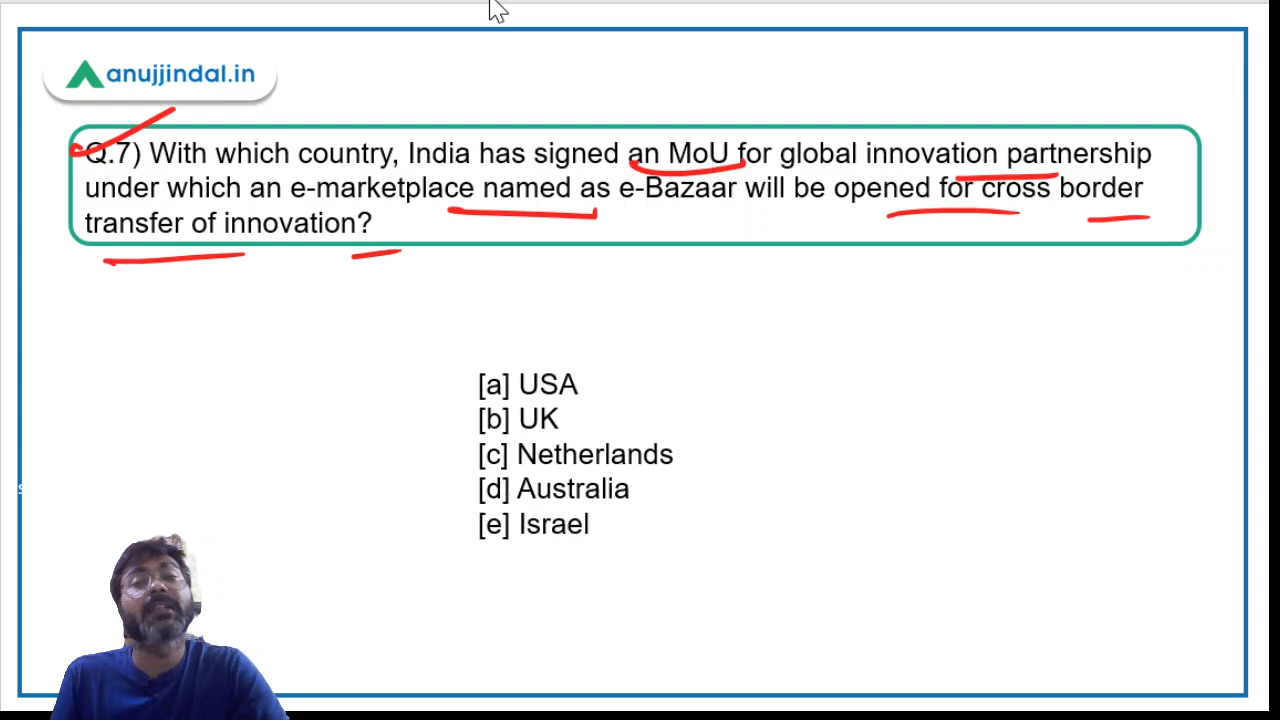 anujjindal.in
Q.7) With which country, India has signed an MoU for global innovation partnership
under which an e-marketplace named as e-Bazaar will be opened for cross border
transfer of innovation?
[a] USA
[b] UK
[c] Netherlands
[d] Australia
[e] Israel